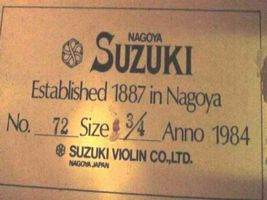 NAGOYA
SUZUKI
Established 1887 in Nagoya
No. 72 Size 3/4 Anno 1984
SUZUKI VIOLIN CO.,LTD.
NAGOYA JAPAN